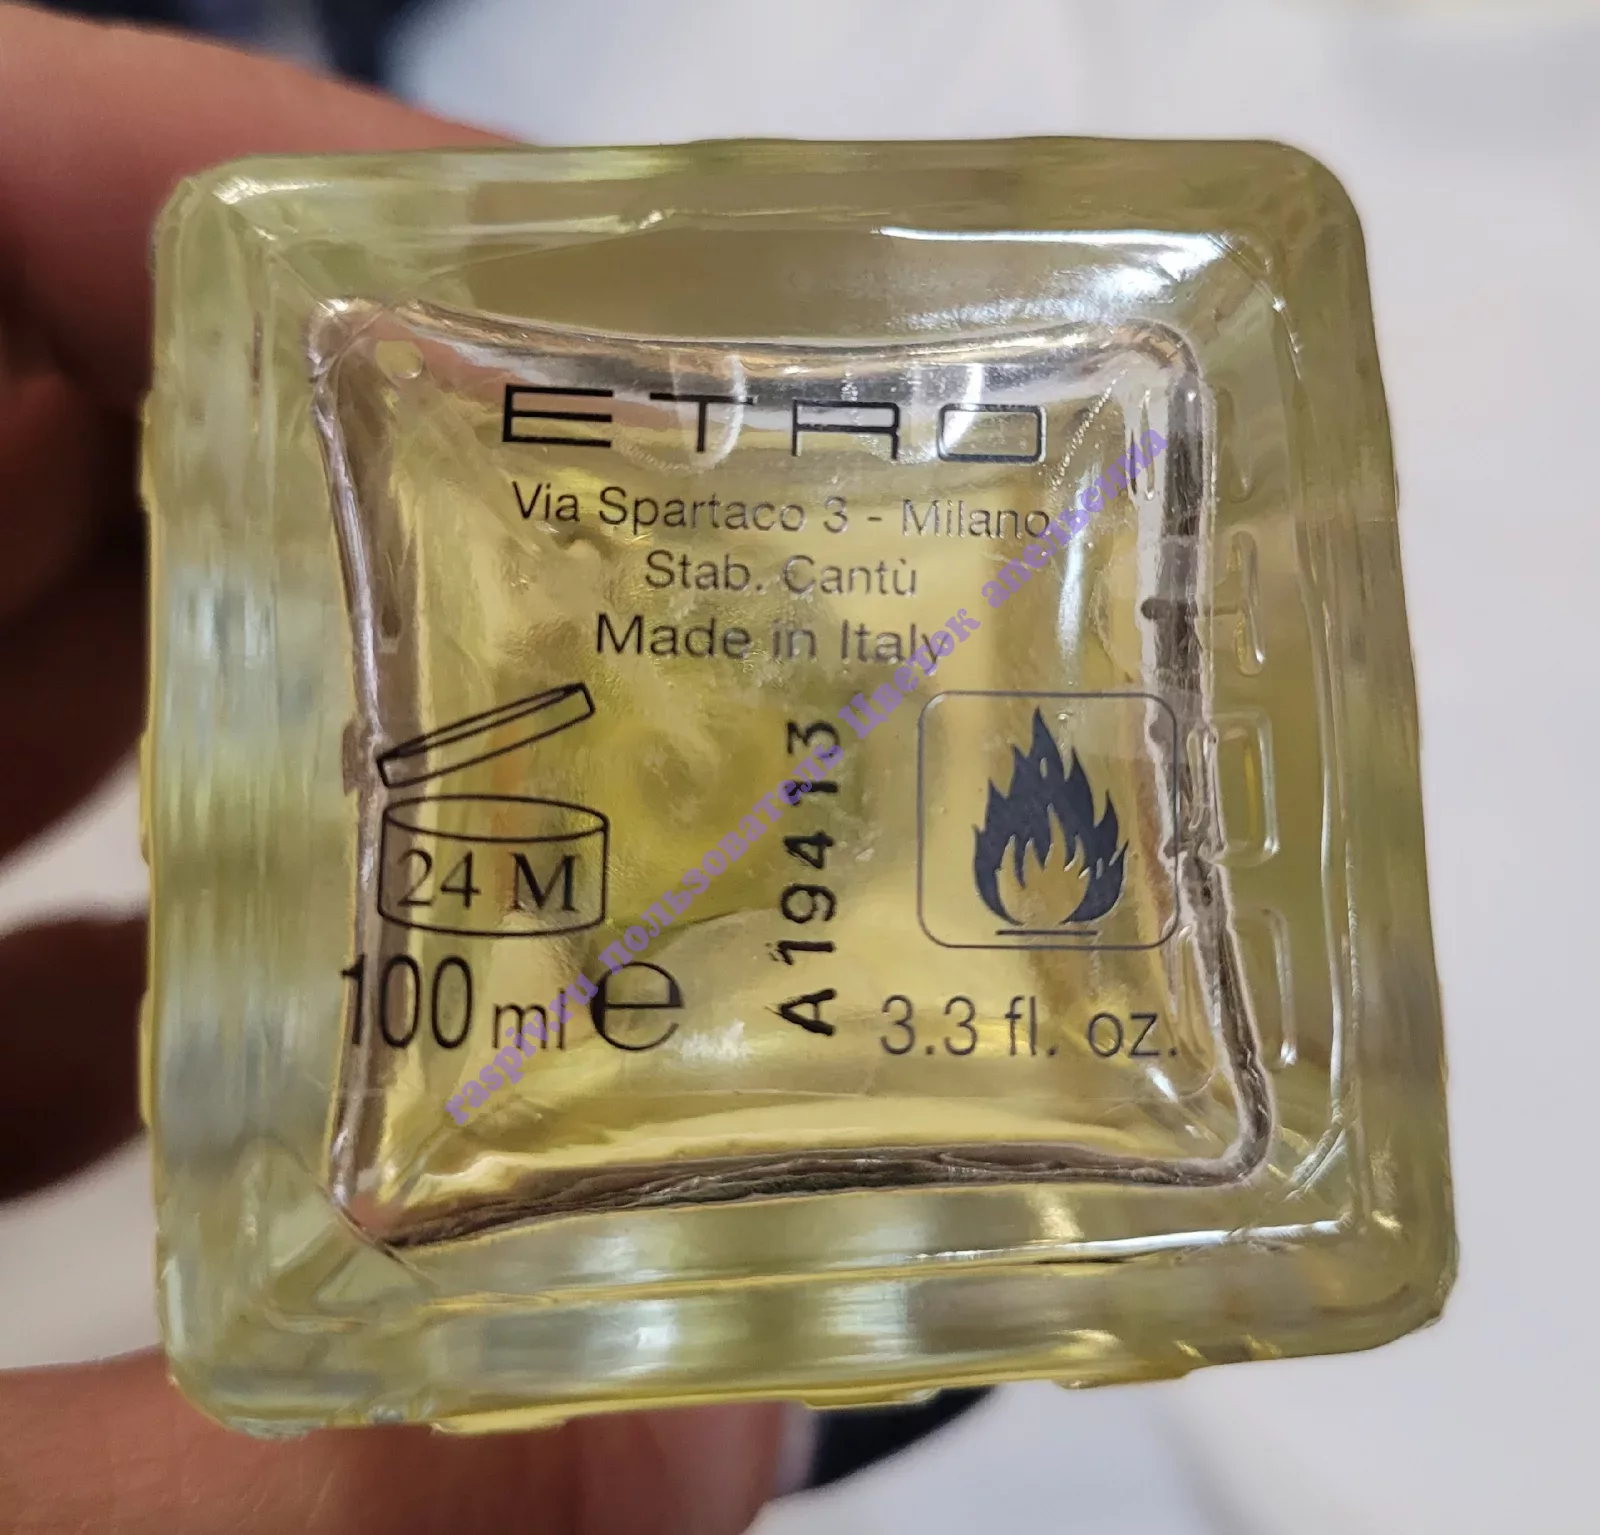 ETRO
Via Spartaco 3 - Milano
Stab. Cantù
Made in Italy
24 M
100 ml e
A19413
3.3 fl. oz.
raspiv.ru пользователь Цветок апельсина